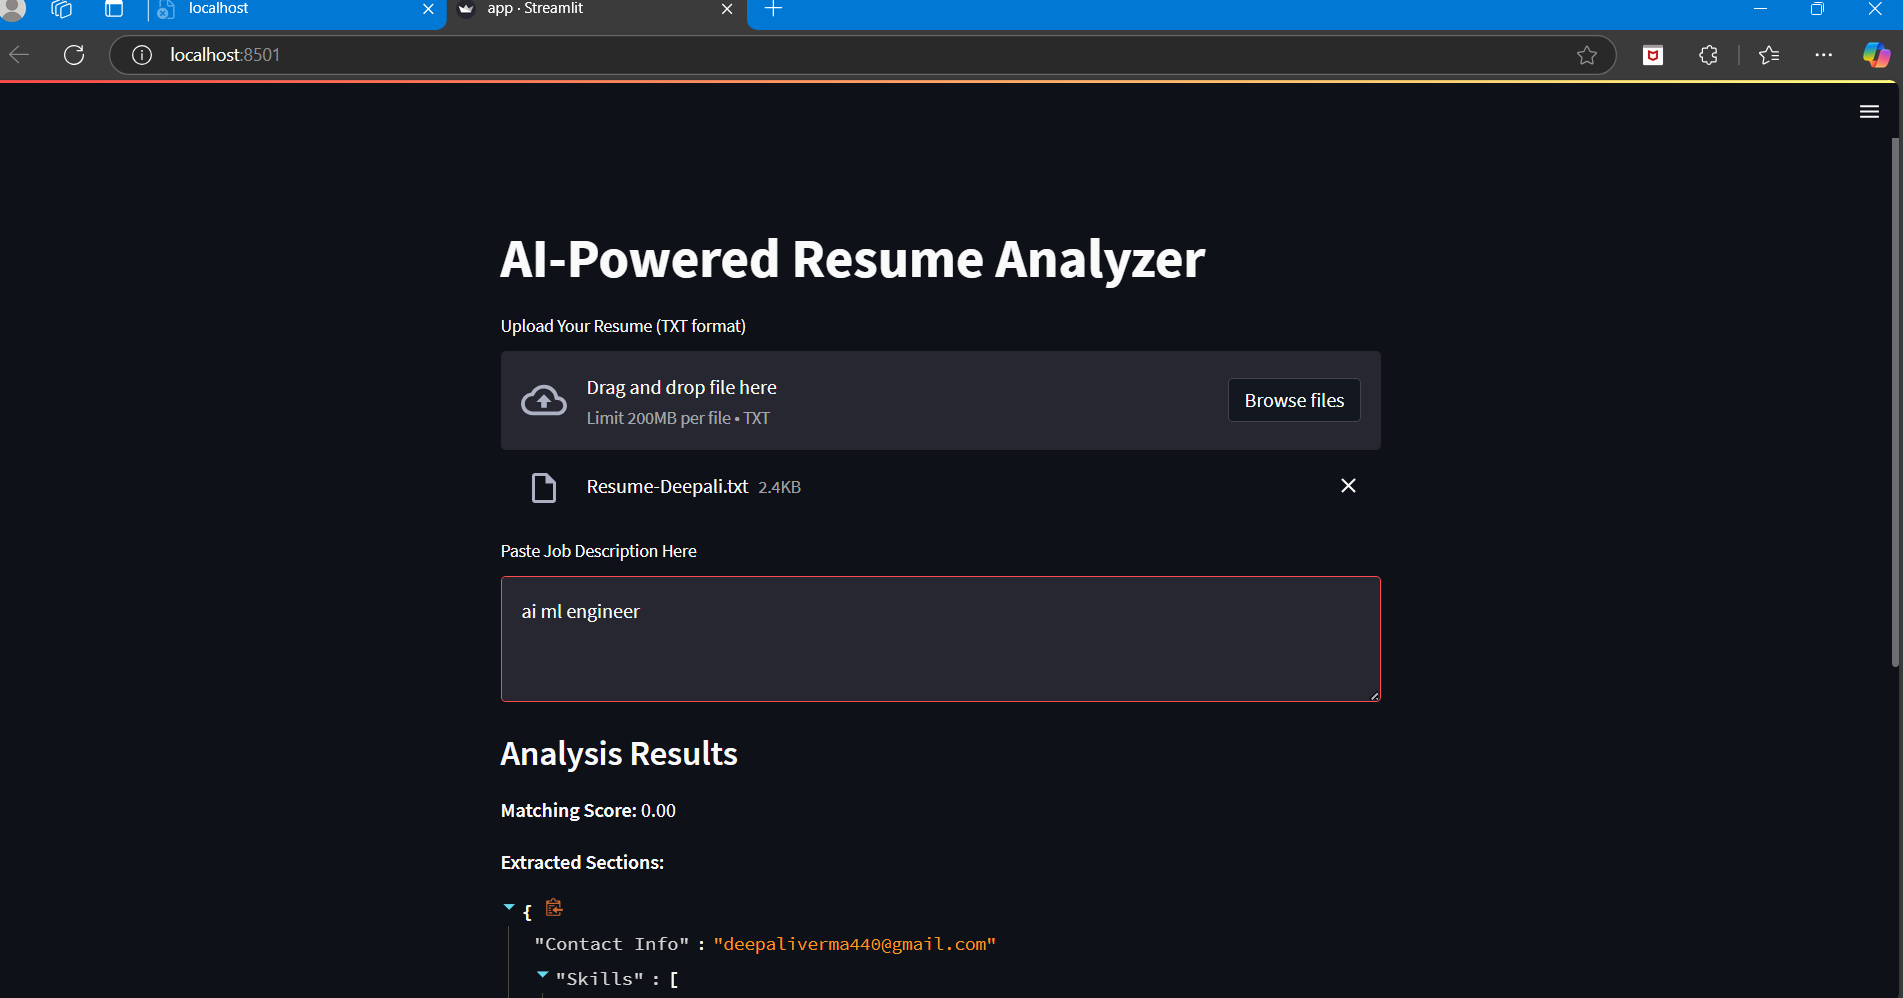 localhost
app · Streamlit
localhost:8501
AI-Powered Resume Analyzer
Upload Your Resume (TXT format)
Drag and drop file here
Limit 200MB per file • TXT
Browse files
Resume-Deepali.txt 2.4KB
Paste Job Description Here
ai ml engineer
Analysis Results
Matching Score: 0.00
Extracted Sections:
{
"Contact Info" : "deepaliverma440@gmail.com"
"Skills" : [